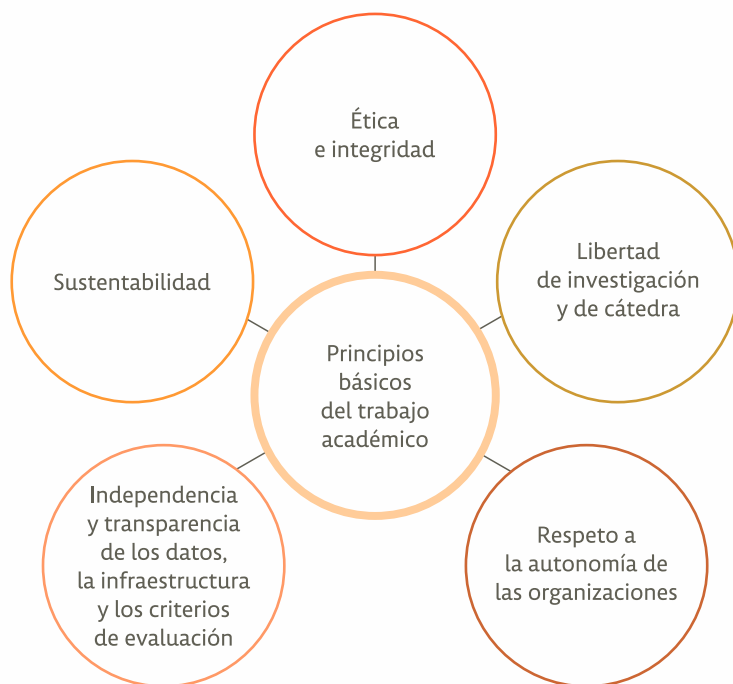 Ética
e integridad
Sustentabilidad
Libertad
de investigación
y de cátedra
Principios
básicos
del trabajo
académico
Independencia
y transparencia
de los datos,
la infraestructura
y los criterios
de evaluación
Respeto a
la autonomía de
las organizaciones